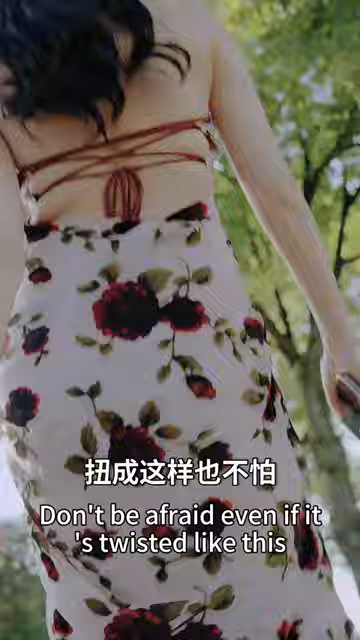 扭成这样也不怕
Don't be afraid even if it
's twisted like this